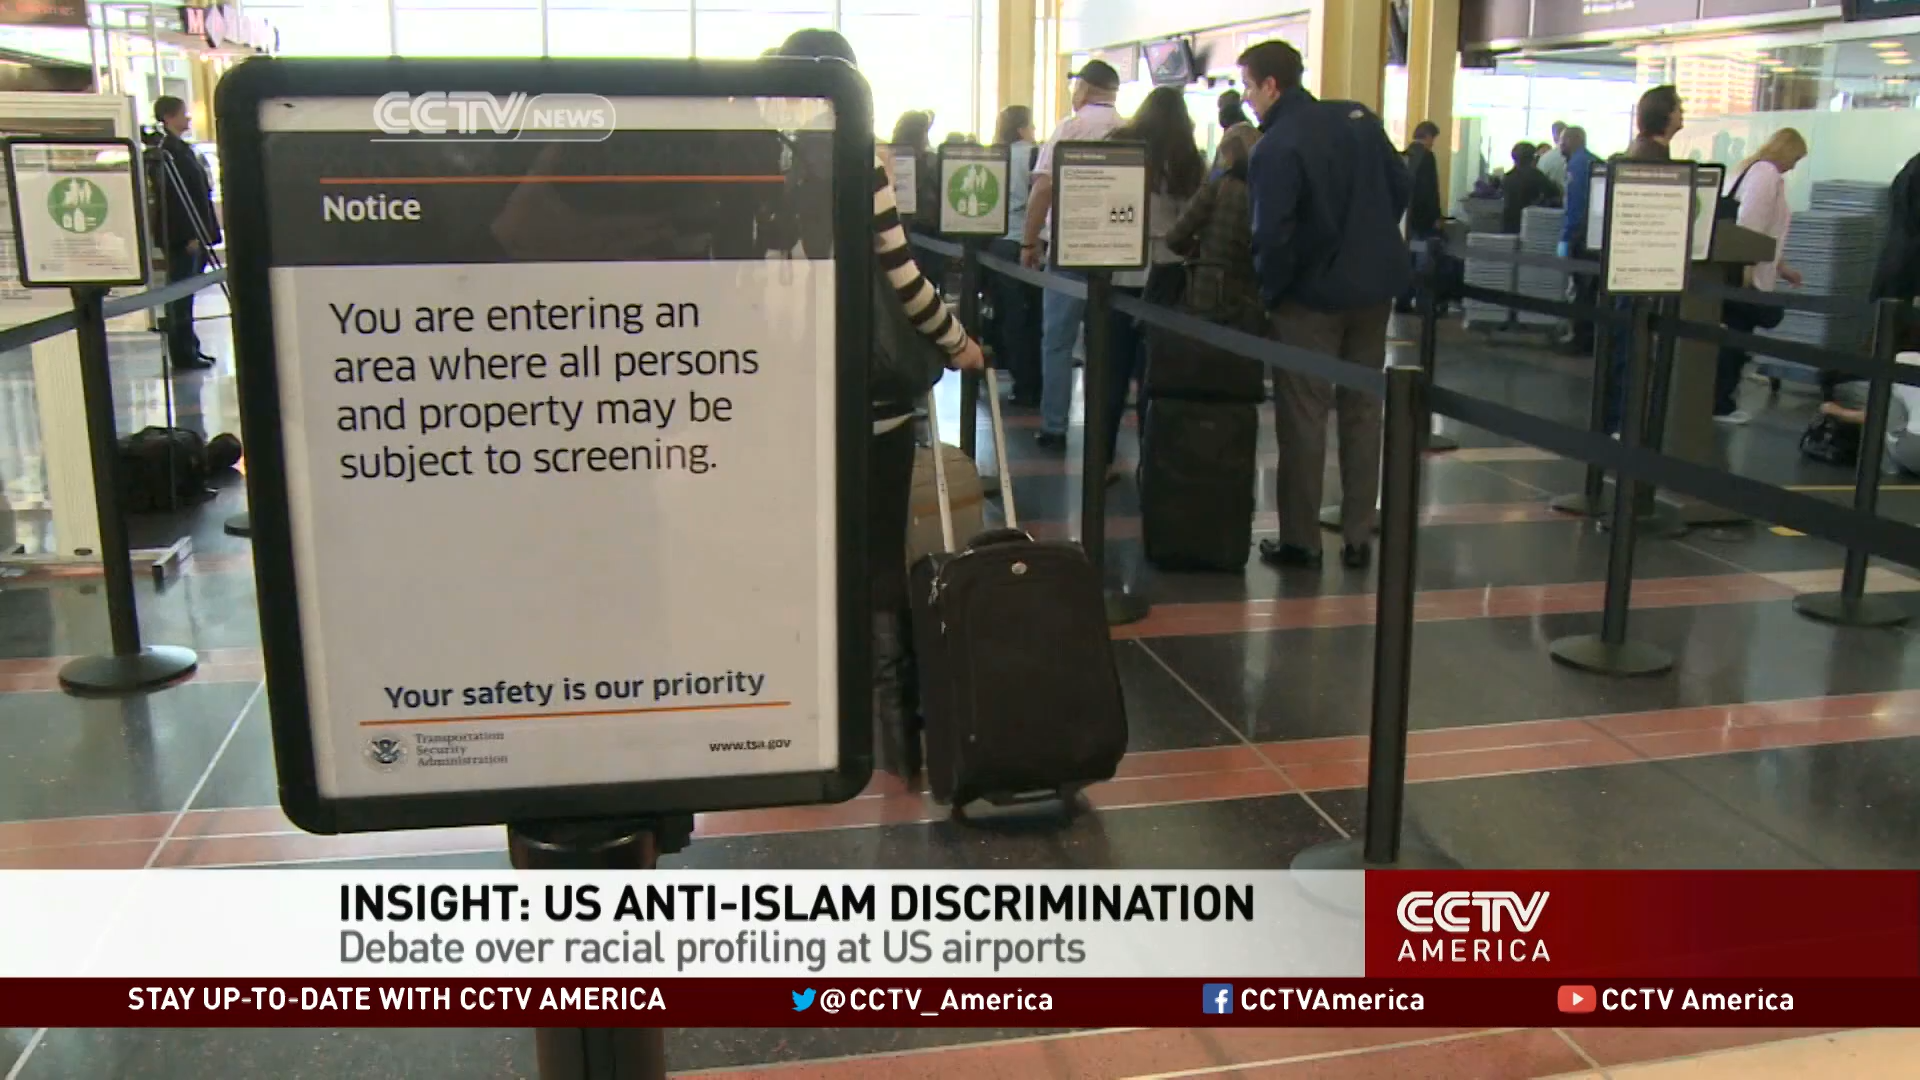 CCTV NEWS
Notice
You are entering an
area where all persons
and property may be
subject to screening.
Your safety is our priority
Transportation
Security
Administration
www.tsa.gov
INSIGHT: US ANTI-ISLAM DISCRIMINATION
Debate over racial profiling at US airports
CCTV
AMERICA
STAY UP-TO-DATE WITH CCTV AMERICA
@CCTV_America
CCTVAmerica
CCTV America